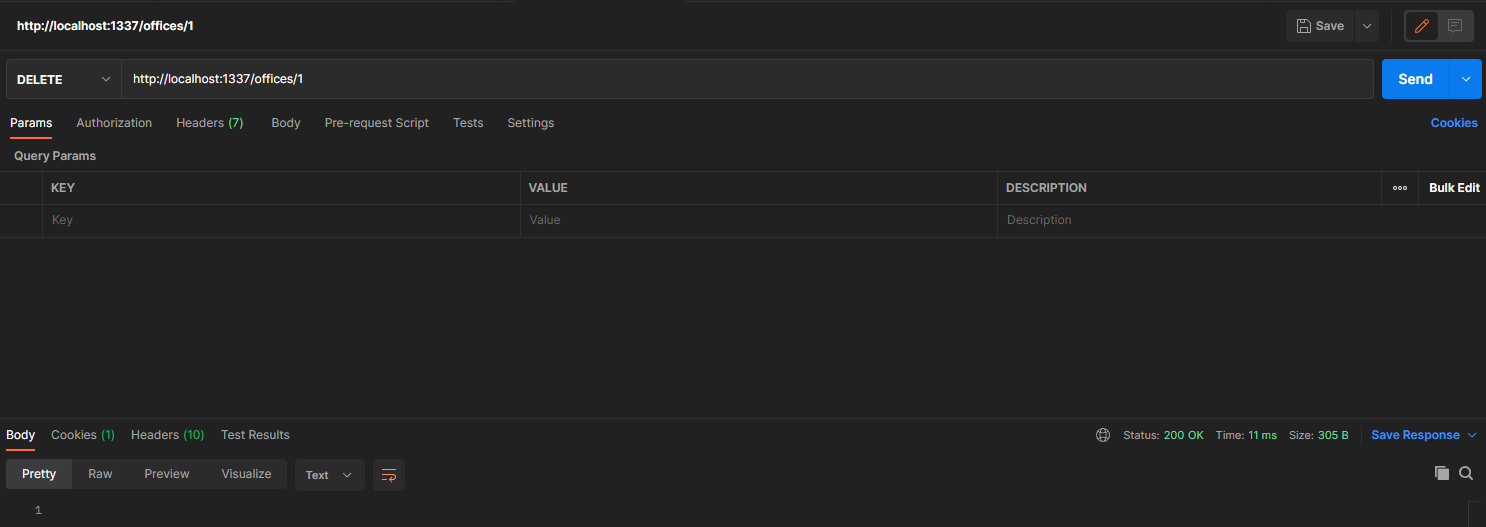 http://localhost:1337/offices/1 Save
DELETE http://localhost:1337/offices/1 Send
Params Authorization Headers (7) Body Pre-request Script Tests Settings Cookies
Query Params
KEY VALUE DESCRIPTION Bulk Edit
Key Value Description
Body Cookies (1) Headers (10) Test Results Status: 200 OK Time: 11 ms Size: 305 B Save Response
Pretty Raw Preview Visualize Text
1